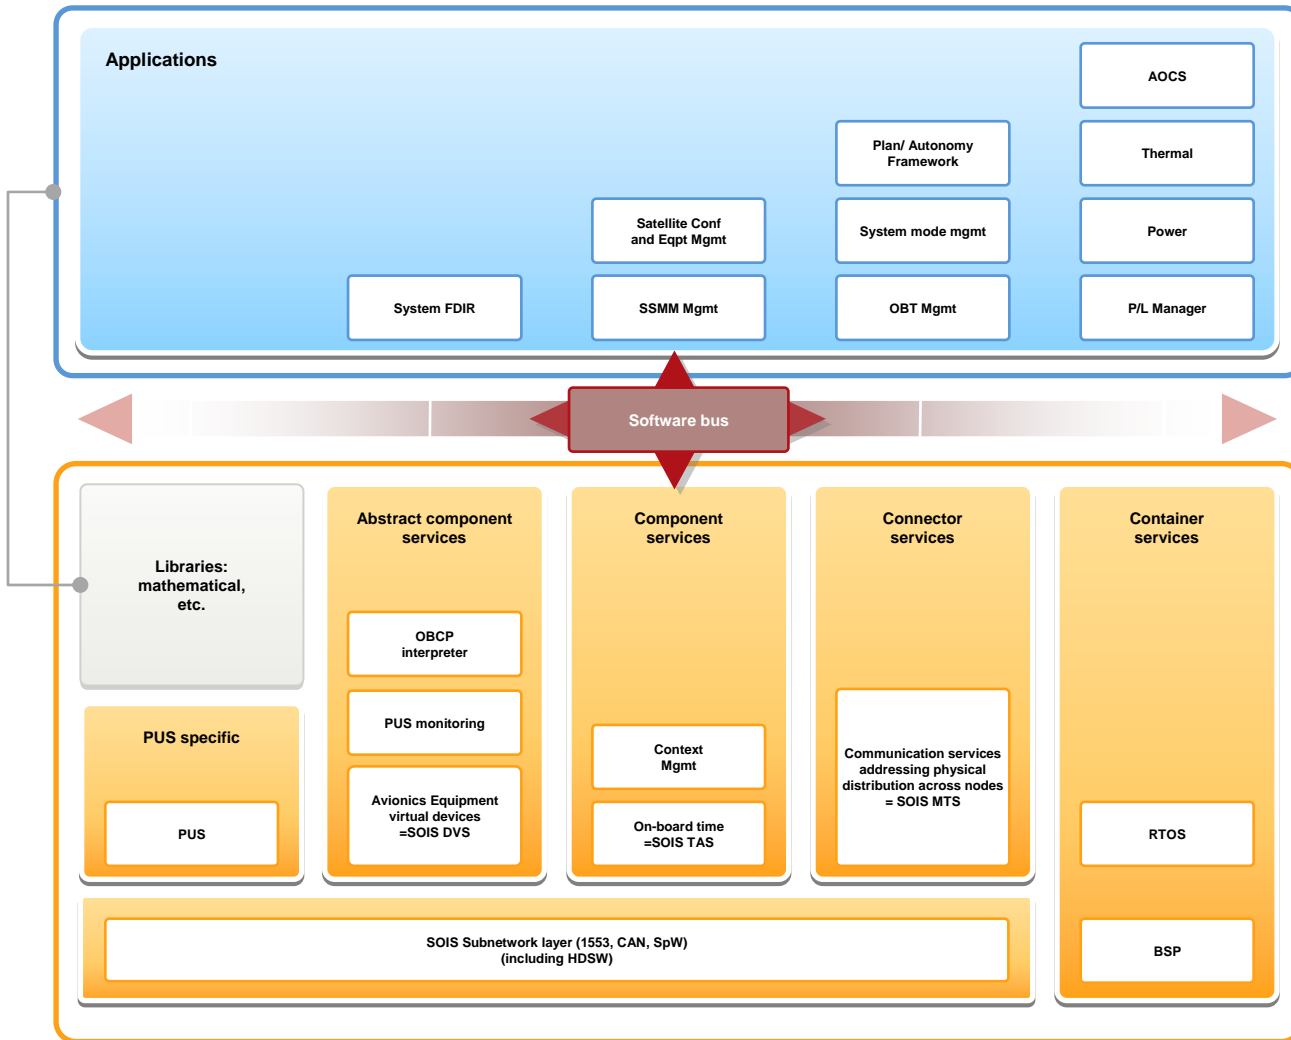 Applications
AOCS
Plan/ Autonomy
Framework
Thermal
Satellite Conf
and Eqpt Mgmt
System mode mgmt
Power
System FDIR
SSMM Mgmt
OBT Mgmt
P/L Manager
Software bus
Libraries:
mathematical,
etc.
PUS specific
PUS
Abstract component
services
OBCP
interpreter
PUS monitoring
Avionics Equipment
virtual devices
=SOIS DVS
Component
services
Context
Mgmt
On-board time
=SOIS TAS
Connector
services
Communication services
addressing physical
distribution across nodes
= SOIS MTS
Container
services
RTOS
BSP
SOIS Subnetwork layer (1553, CAN, SpW)
(including HDSW)